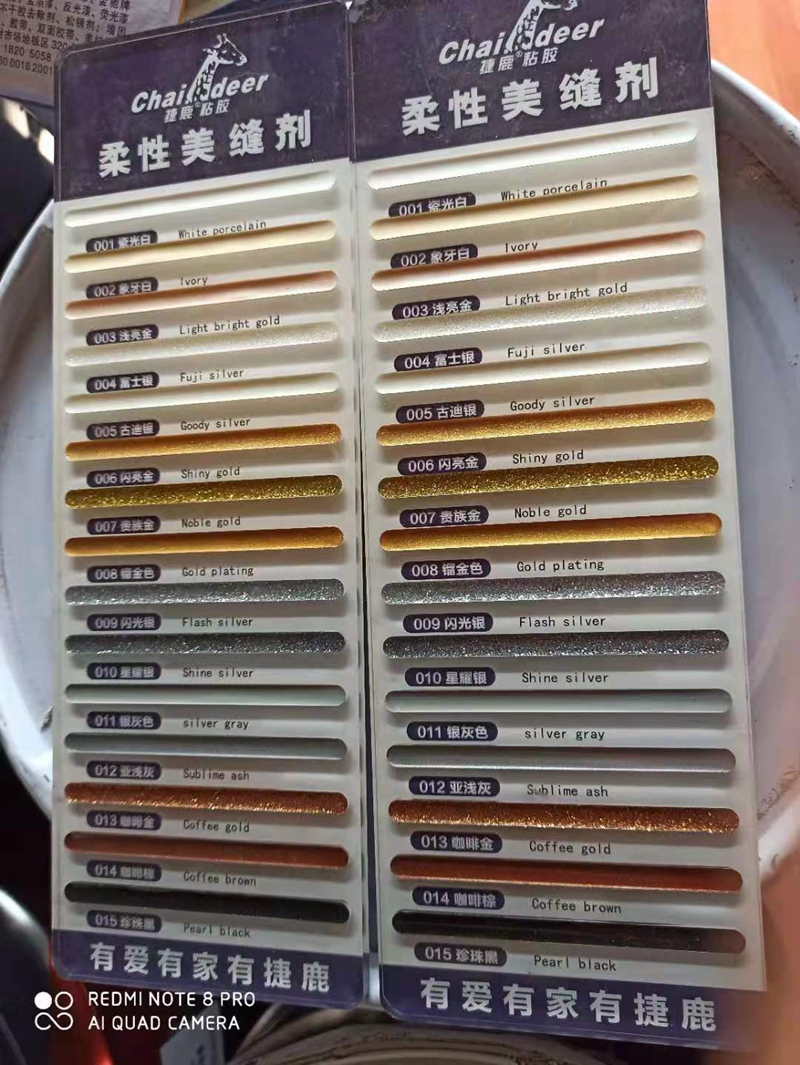 1820 5058
Chai deer
捷鹿®粘胶
柔性美缝剂
001 瓷光白 White porcelain
002 象牙白 Ivory
003 浅亮金 Light bright gold
004 富士银 Fuji silver
005 古迪银 Goody silver
006 闪亮金 Shiny gold
007 贵族金 Noble gold
008 镏金色 Gold plating
009 闪光银 Flash silver
010 星耀银 Shine silver
011 银灰色 silver gray
012 亚浅灰 Sublime ash
013 咖啡金 Coffee gold
014 咖啡棕 Coffee brown
015 珍珠黑 Pearl black
有爱有家有捷鹿
Chai deer
捷鹿®粘胶
柔性美缝剂
001 瓷光白 White porcelain
002 象牙白 Ivory
003 浅亮金 Light bright gold
004 富士银 Fuji silver
005 古迪银 Goody silver
006 闪亮金 Shiny gold
007 贵族金 Noble gold
008 镏金色 Gold plating
009 闪光银 Flash silver
010 星耀银 Shine silver
011 银灰色 silver gray
012 亚浅灰 Sublime ash
013 咖啡金 Coffee gold
014 咖啡棕 Coffee brown
015 珍珠黑 Pearl black
有爱有家有捷鹿
REDMI NOTE 8 PRO
AI QUAD CAMERA